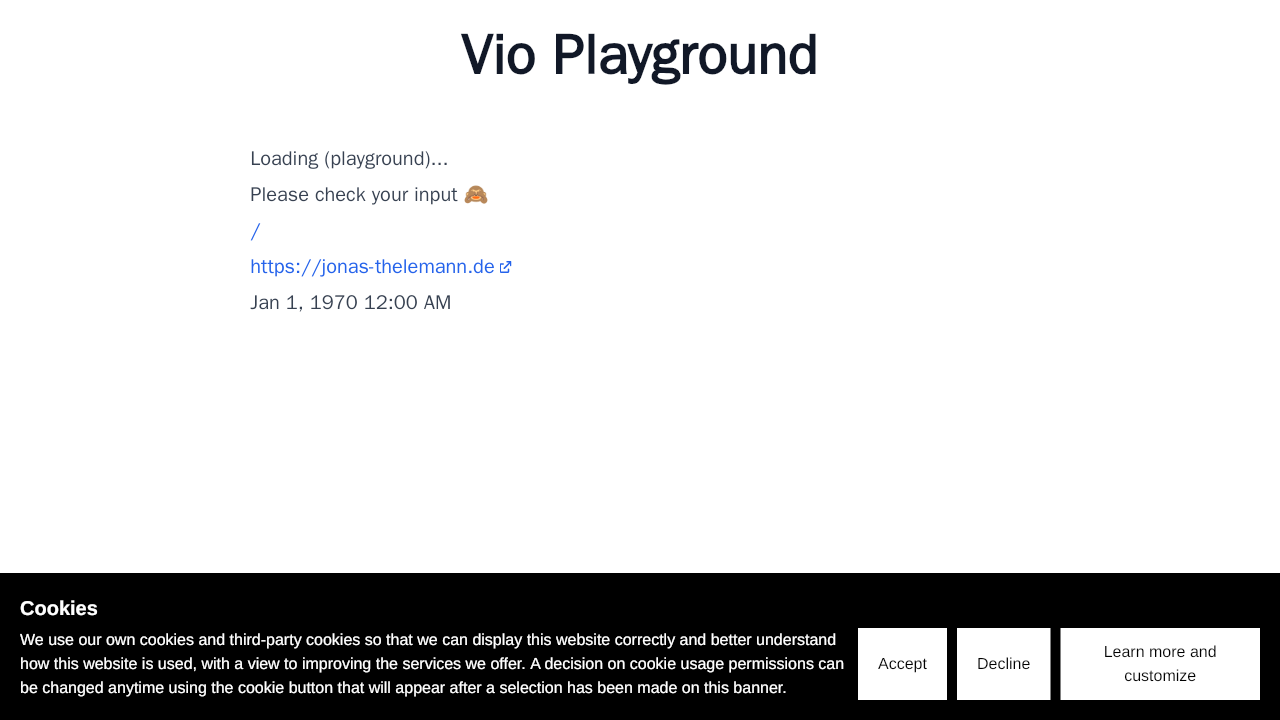 Vio Playground
Loading (playground)...
Please check your input 🙈
/
https://jonas-thelemann.de
Jan 1, 1970 12:00 AM
Cookies
We use our own cookies and third-party cookies so that we can display this website correctly and better understand
how this website is used, with a view to improving the services we offer. A decision on cookie usage permissions can
be changed anytime using the cookie button that will appear after a selection has been made on this banner.
Accept
Decline
Learn more and
customize